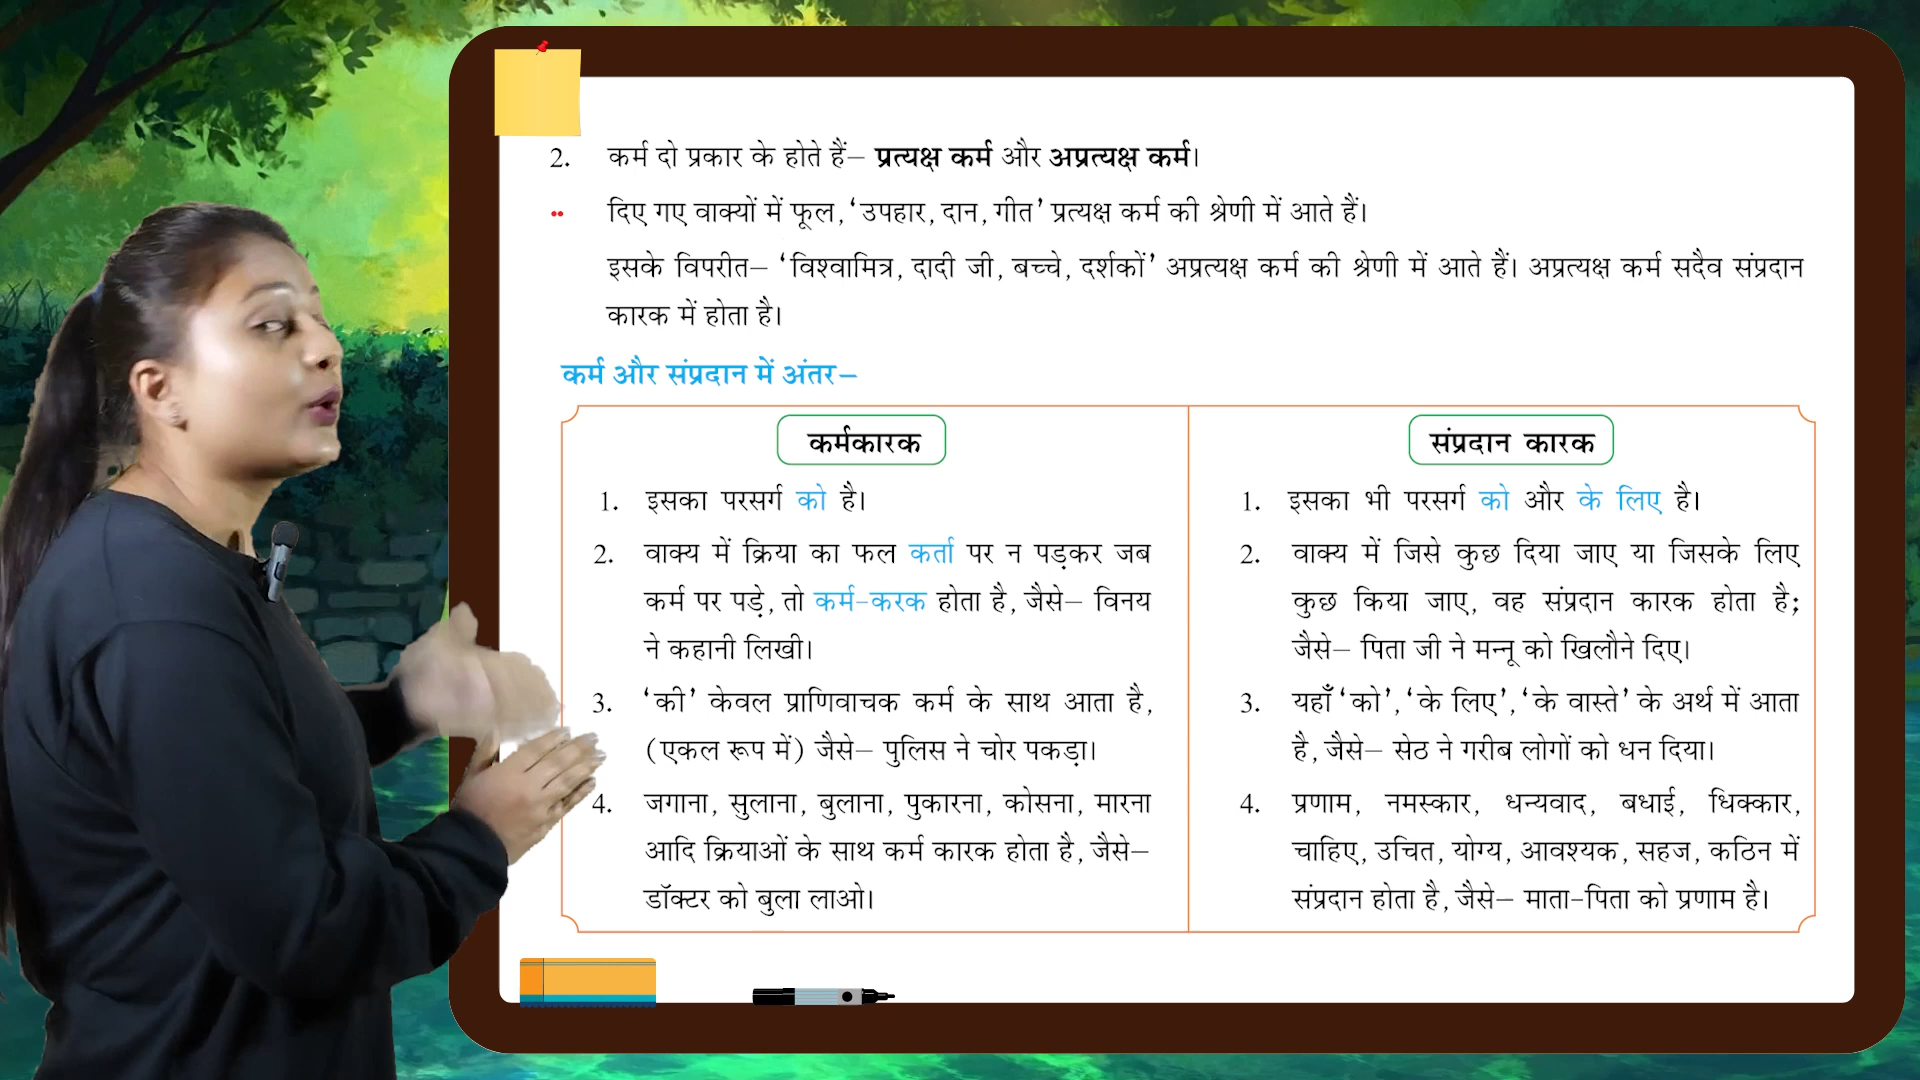 2. कर्म दो प्रकार के होते हैं– प्रत्यक्ष कर्म और अप्रत्यक्ष कर्म।
दिए गए वाक्यों में फूल, ‘उपहार, दान, गीत’ प्रत्यक्ष कर्म की श्रेणी में आते हैं।
इसके विपरीत– ‘विश्वामित्र, दादी जी, बच्चे, दर्शकों’ अप्रत्यक्ष कर्म की श्रेणी में आते हैं। अप्रत्यक्ष कर्म सदैव संप्रदान
कारक में होता है।
कर्म और संप्रदान में अंतर–
कर्मकारक
1. इसका परसर्ग को है।
2. वाक्य में क्रिया का फल कर्ता पर न पड़कर जब
कर्म पर पड़े, तो कर्म-करक होता है, जैसे– विनय
ने कहानी लिखी।
3. ‘की’ केवल प्राणिवाचक कर्म के साथ आता है,
(एकल रूप में) जैसे– पुलिस ने चोर पकड़ा।
4. जगाना, सुलाना, बुलाना, पुकारना, कोसना, मारना
आदि क्रियाओं के साथ कर्म कारक होता है, जैसे–
डॉक्टर को बुला लाओ।
संप्रदान कारक
1. इसका भी परसर्ग को और के लिए है।
2. वाक्य में जिसे कुछ दिया जाए या जिसके लिए
कुछ किया जाए, वह संप्रदान कारक होता है;
जैसे– पिता जी ने मन्नू को खिलौने दिए।
3. यहाँ ‘को’, ‘के लिए’, ‘के वास्ते’ के अर्थ में आता
है, जैसे– सेठ ने गरीब लोगों को धन दिया।
4. प्रणाम, नमस्कार, धन्यवाद, बधाई, धिक्कार,
चाहिए, उचित, योग्य, आवश्यक, सहज, कठिन में
संप्रदान होता है, जैसे– माता-पिता को प्रणाम है।